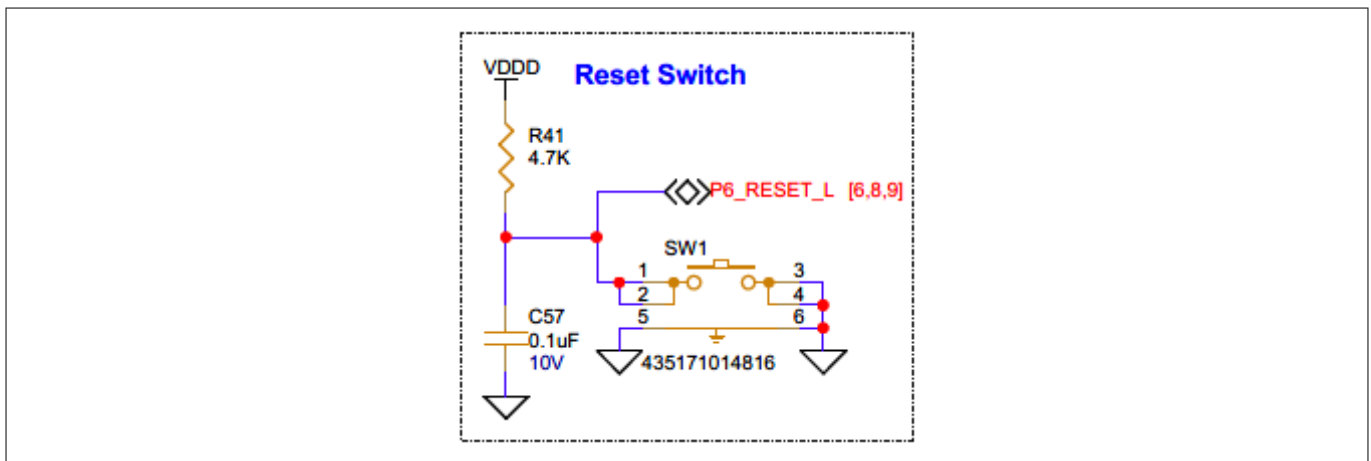 VDDD
Reset Switch
R41
4.7K
P6_RESET_L [6,8,9]
SW1
1
3
2
4
5
6
C57
0.1uF
10V
435171014816